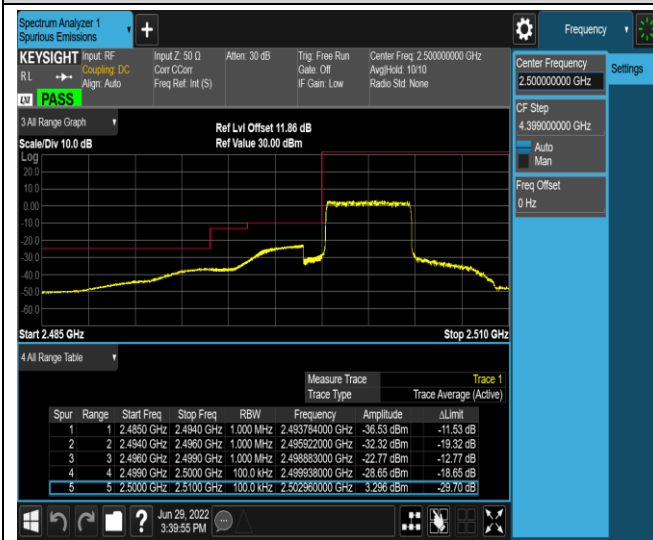 Spectrum Analyzer 1
Spurious Emissions
Frequency
KEYSIGHT Input: RF Input Z: 50 Ω Atten: 30 dB Trig: Free Run Center Freq: 2.500000000 GHz
RL Coupling: DC Corr CCorr Gate: Off Avg|Hold: 10/10
Align: Auto Freq Ref: Int (S) IF Gain: Low Radio Std: None
LXI PASS
Center Frequency
2.500000000 GHz
Settings
CF Step
4.399000000 GHz
Auto
Man
Freq Offset
0 Hz
3 All Range Graph
Ref Lvl Offset 11.86 dB
Scale/Div 10.0 dB Ref Value 30.00 dBm
Log
20.0
10.0
0.00
-10.0
-20.0
-30.0
-40.0
-50.0
-60.0
Start 2.485 GHz Stop 2.510 GHz
4 All Range Table
Measure Trace Trace 1
Trace Type Trace Average (Active)
Spur Range Start Freq Stop Freq RBW Frequency Amplitude ΔLimit
1 1 2.4850 GHz 2.4940 GHz 1.000 MHz 2.493784000 GHz -36.53 dBm -11.53 dB
2 2 2.4940 GHz 2.4960 GHz 1.000 MHz 2.495922000 GHz -32.32 dBm -19.32 dB
3 3 2.4960 GHz 2.4990 GHz 1.000 MHz 2.498883000 GHz -22.77 dBm -12.77 dB
4 4 2.4990 GHz 2.5000 GHz 100.0 kHz 2.499938000 GHz -28.65 dBm -18.65 dB
5 5 2.5000 GHz 2.5100 GHz 100.0 kHz 2.502960000 GHz 3.296 dBm -29.70 dB
Jun 29, 2022
3:39:55 PM